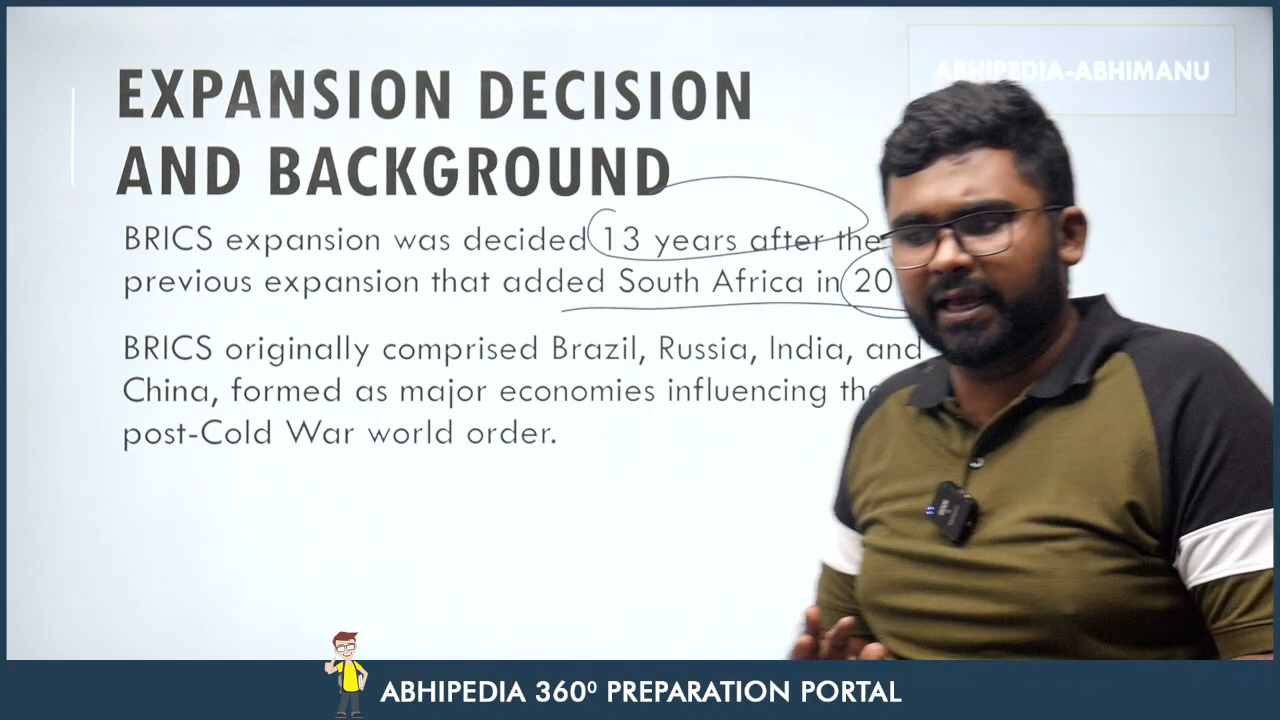 ABHIPEDIA-ABHIMANU
EXPANSION DECISION
AND BACKGROUND
BRICS expansion was decided 13 years after the
previous expansion that added South Africa in 20
BRICS originally comprised Brazil, Russia, India, and
China, formed as major economies influencing the
post-Cold War world order.
ABHIPEDIA 360⁰ PREPARATION PORTAL